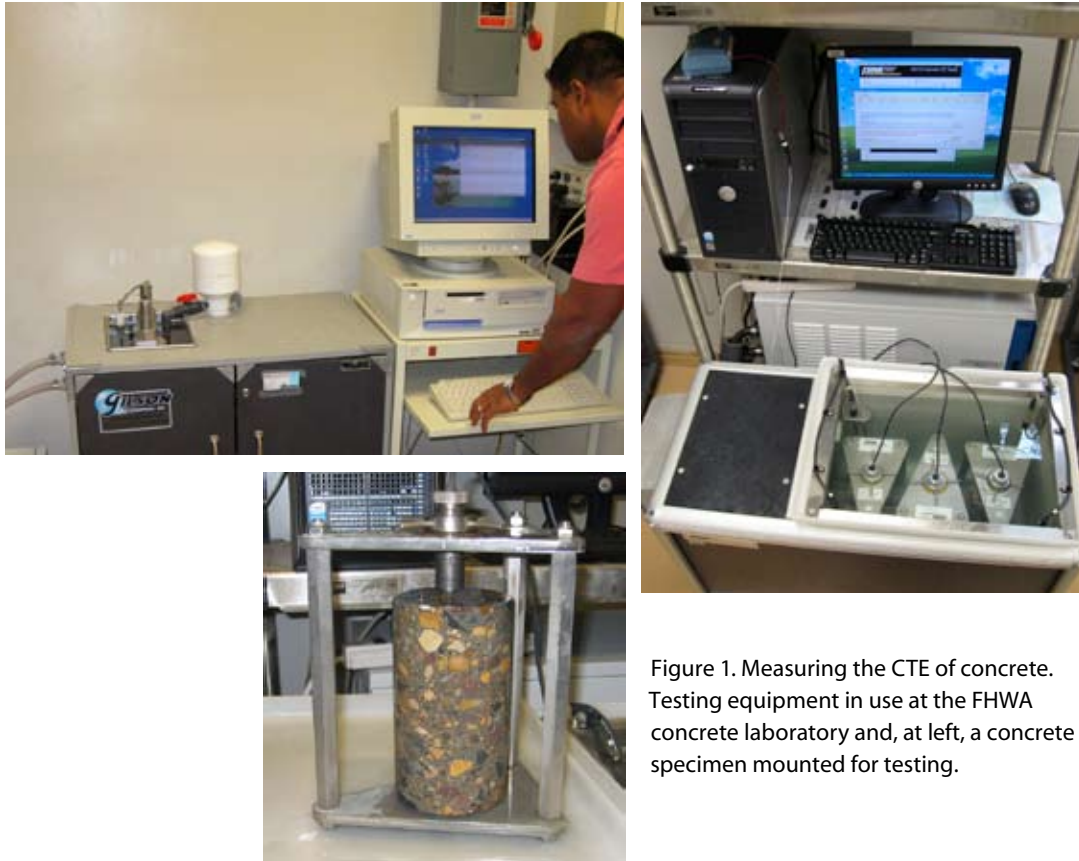 GILSON
Figure 1. Measuring the CTE of concrete.
Testing equipment in use at the FHWA
concrete laboratory and, at left, a concrete
specimen mounted for testing.